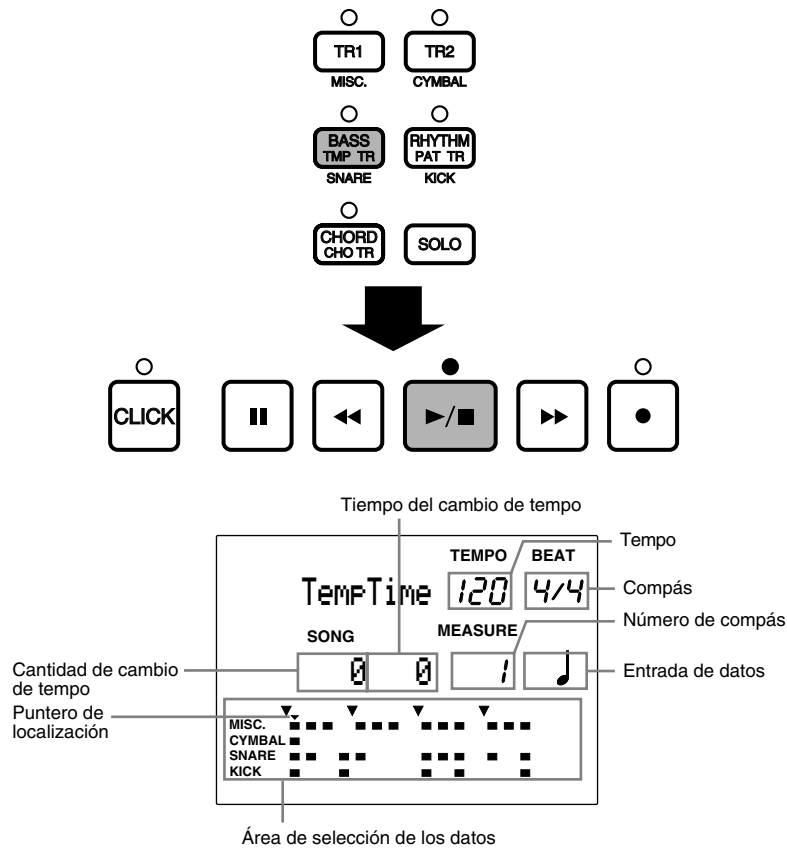 TR1 TR2
MISC. CYMBAL
BASS RHYTHM
TMP TR PAT TR
SNARE KICK
CHORD SOLO
CHO TR
CLICK
Tiempo del cambio de tempo
TEMPO BEAT
Tempo
TempTime 120 4/4
Compás
SONG MEASURE
Número de compás
0 0 1
Entrada de datos
Cantidad de cambio
de tempo
Puntero de
localización
MISC.
CYMBAL
SNARE
KICK
Área de selección de los datos